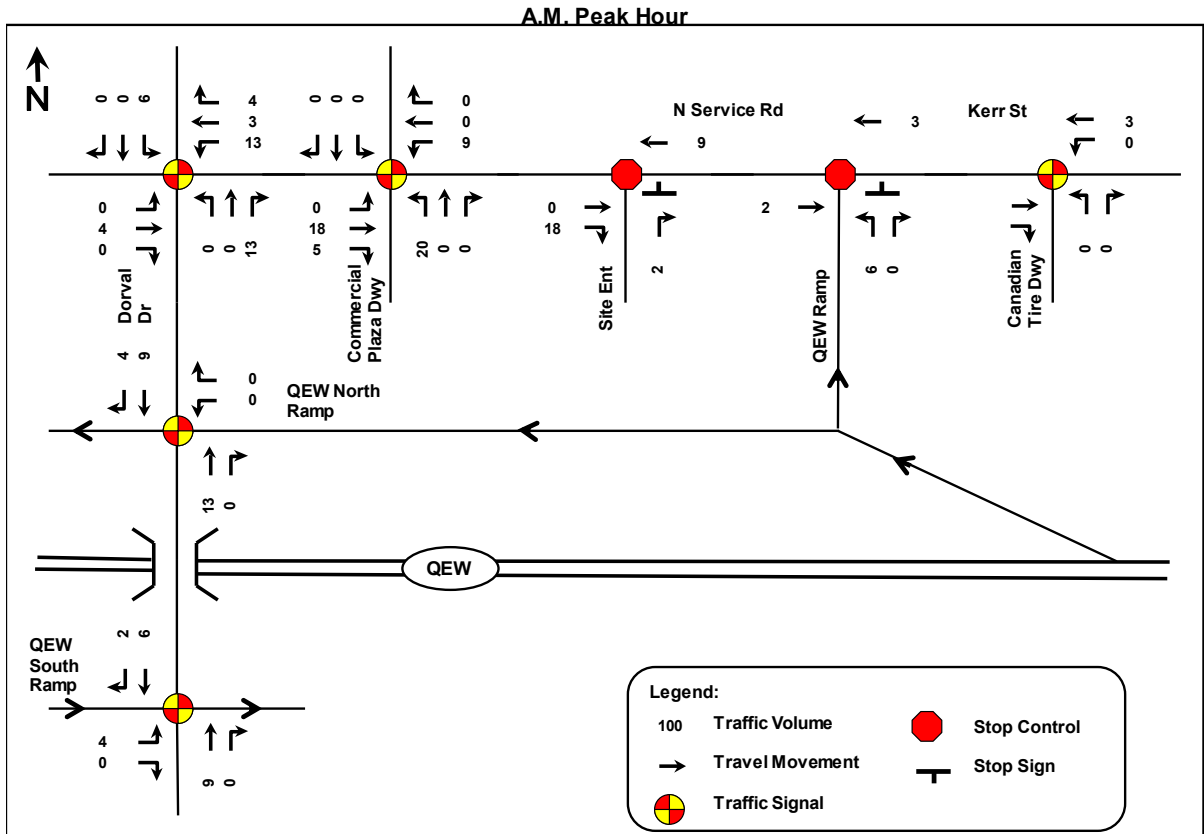 A.M. Peak Hour
N
0 0 6
4
3
13
0 0 0
0
0
9
N Service Rd
9
3
Kerr St
3
0
0
4
0
0 0 13
0
18
5
20 0 0
0
18
2
2
6 0
0 0
Dorval
Dr
Commercial
Plaza Dwy
Site Ent
QEW Ramp
Canadian
Tire Dwy
4 9
0
0
QEW North
Ramp
13 0
QEW
2 6
QEW
South
Ramp
4
0
9 0
Legend:
100 Traffic Volume
Travel Movement
Traffic Signal
Stop Control
Stop Sign